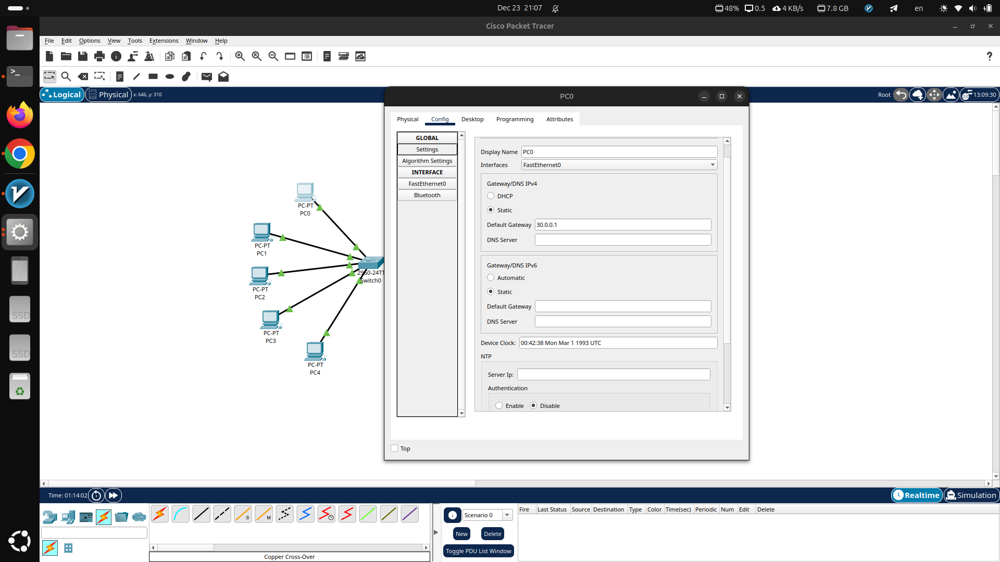 Dec 23 21:07
48% 0.5 4 KB/s 7.8 GB en
Cisco Packet Tracer
File Edit Options View Tools Extensions Window Help
Logical Physical x: 646, y: 310
Root 13:09:30
PC0
Physical Config Desktop Programming Attributes
GLOBAL
Settings
Algorithm Settings
INTERFACE
FastEthernet0
Bluetooth
Display Name PC0
Interfaces FastEthernet0
Gateway/DNS IPv4
DHCP
Static
Default Gateway 30.0.0.1
DNS Server
Gateway/DNS IPv6
Automatic
Static
Default Gateway
DNS Server
Device Clock: 00:42:38 Mon Mar 1 1993 UTC
NTP
Server Ip:
Authentication
Enable Disable
Top
PC-PT
PC0
PC-PT
PC1
PC-PT
PC2
PC-PT
PC3
PC-PT
PC4
2960-24TT
Switch0
SSD
SSD
Time: 01:14:02
Realtime Simulation
S M
Copper Cross-Over
Scenario 0
New Delete
Toggle PDU List Window
Fire Last Status Source Destination Type Color Time(sec) Periodic Num Edit Delete